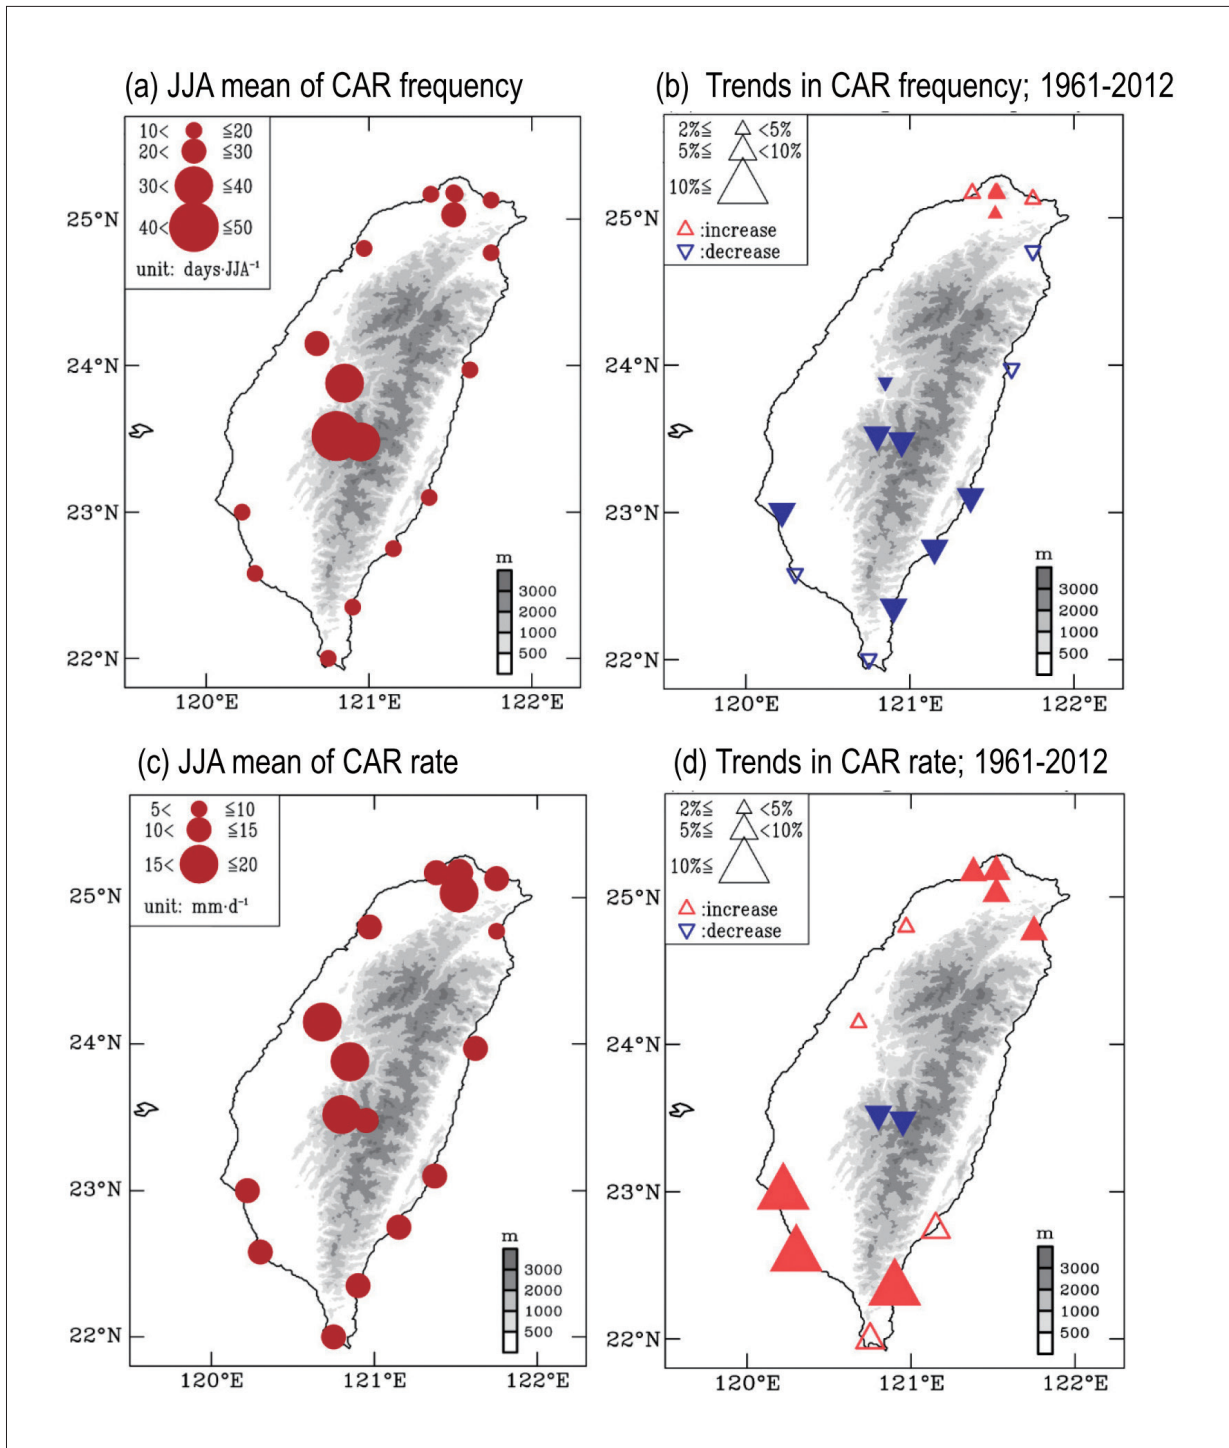 (a) JJA mean of CAR frequency
10< ≦20
20< ≦30
30< ≦40
40< ≦50
unit: days·JJA⁻¹
25°N
24°N
23°N
22°N
m
3000
2000
1000
500
120°E 121°E 122°E
(b) Trends in CAR frequency; 1961-2012
2%≦ <5%
5%≦ <10%
10%≦
:increase
:decrease
25°N
24°N
23°N
22°N
m
3000
2000
1000
500
120°E 121°E 122°E
(c) JJA mean of CAR rate
5< ≦10
10< ≦15
15< ≦20
unit: mm·d⁻¹
25°N
24°N
23°N
22°N
m
3000
2000
1000
500
120°E 121°E 122°E
(d) Trends in CAR rate; 1961-2012
2%≦ <5%
5%≦ <10%
10%≦
:increase
:decrease
25°N
24°N
23°N
22°N
m
3000
2000
1000
500
120°E 121°E 122°E